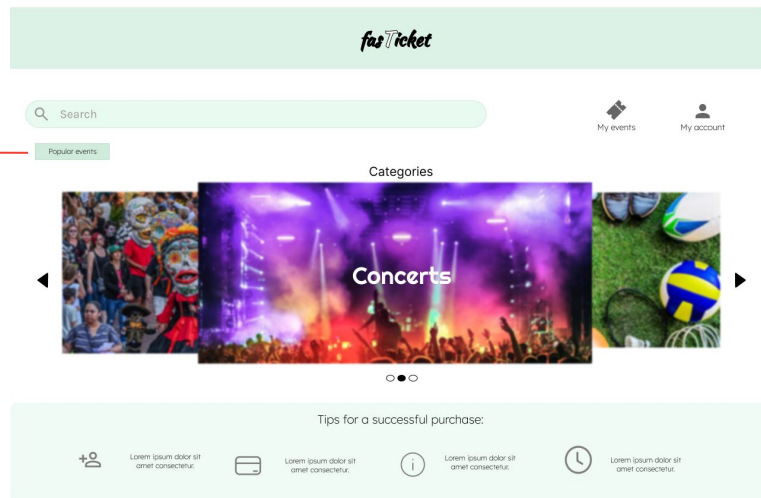 fasTicket
Search
My events
My account
Popular events
Categories
Concerts
Tips for a successful purchase:
Lorem ipsum dolor sit
amet consectetur.
Lorem ipsum dolor sit
amet consectetur.
Lorem ipsum dolor sit
amet consectetur.
Lorem ipsum dolor sit
amet consectetur.